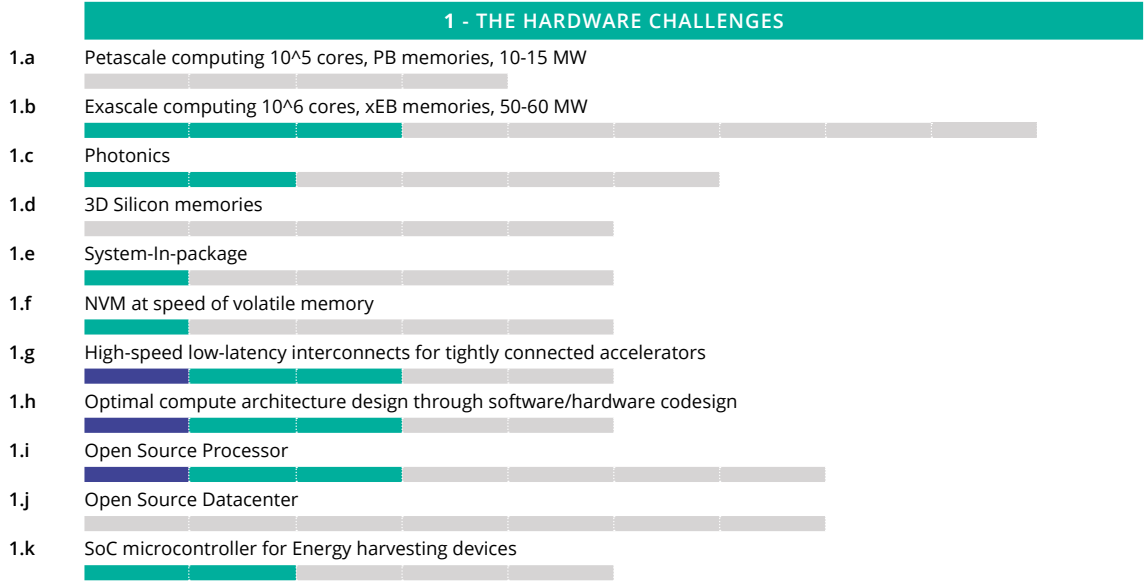 1 - THE HARDWARE CHALLENGES
1.a Petascale computing 10^5 cores, PB memories, 10-15 MW
1.b Exascale computing 10^6 cores, xEB memories, 50-60 MW
1.c Photonics
1.d 3D Silicon memories
1.e System-In-package
1.f NVM at speed of volatile memory
1.g High-speed low-latency interconnects for tightly connected accelerators
1.h Optimal compute architecture design through software/hardware codesign
1.i Open Source Processor
1.j Open Source Datacenter
1.k SoC microcontroller for Energy harvesting devices